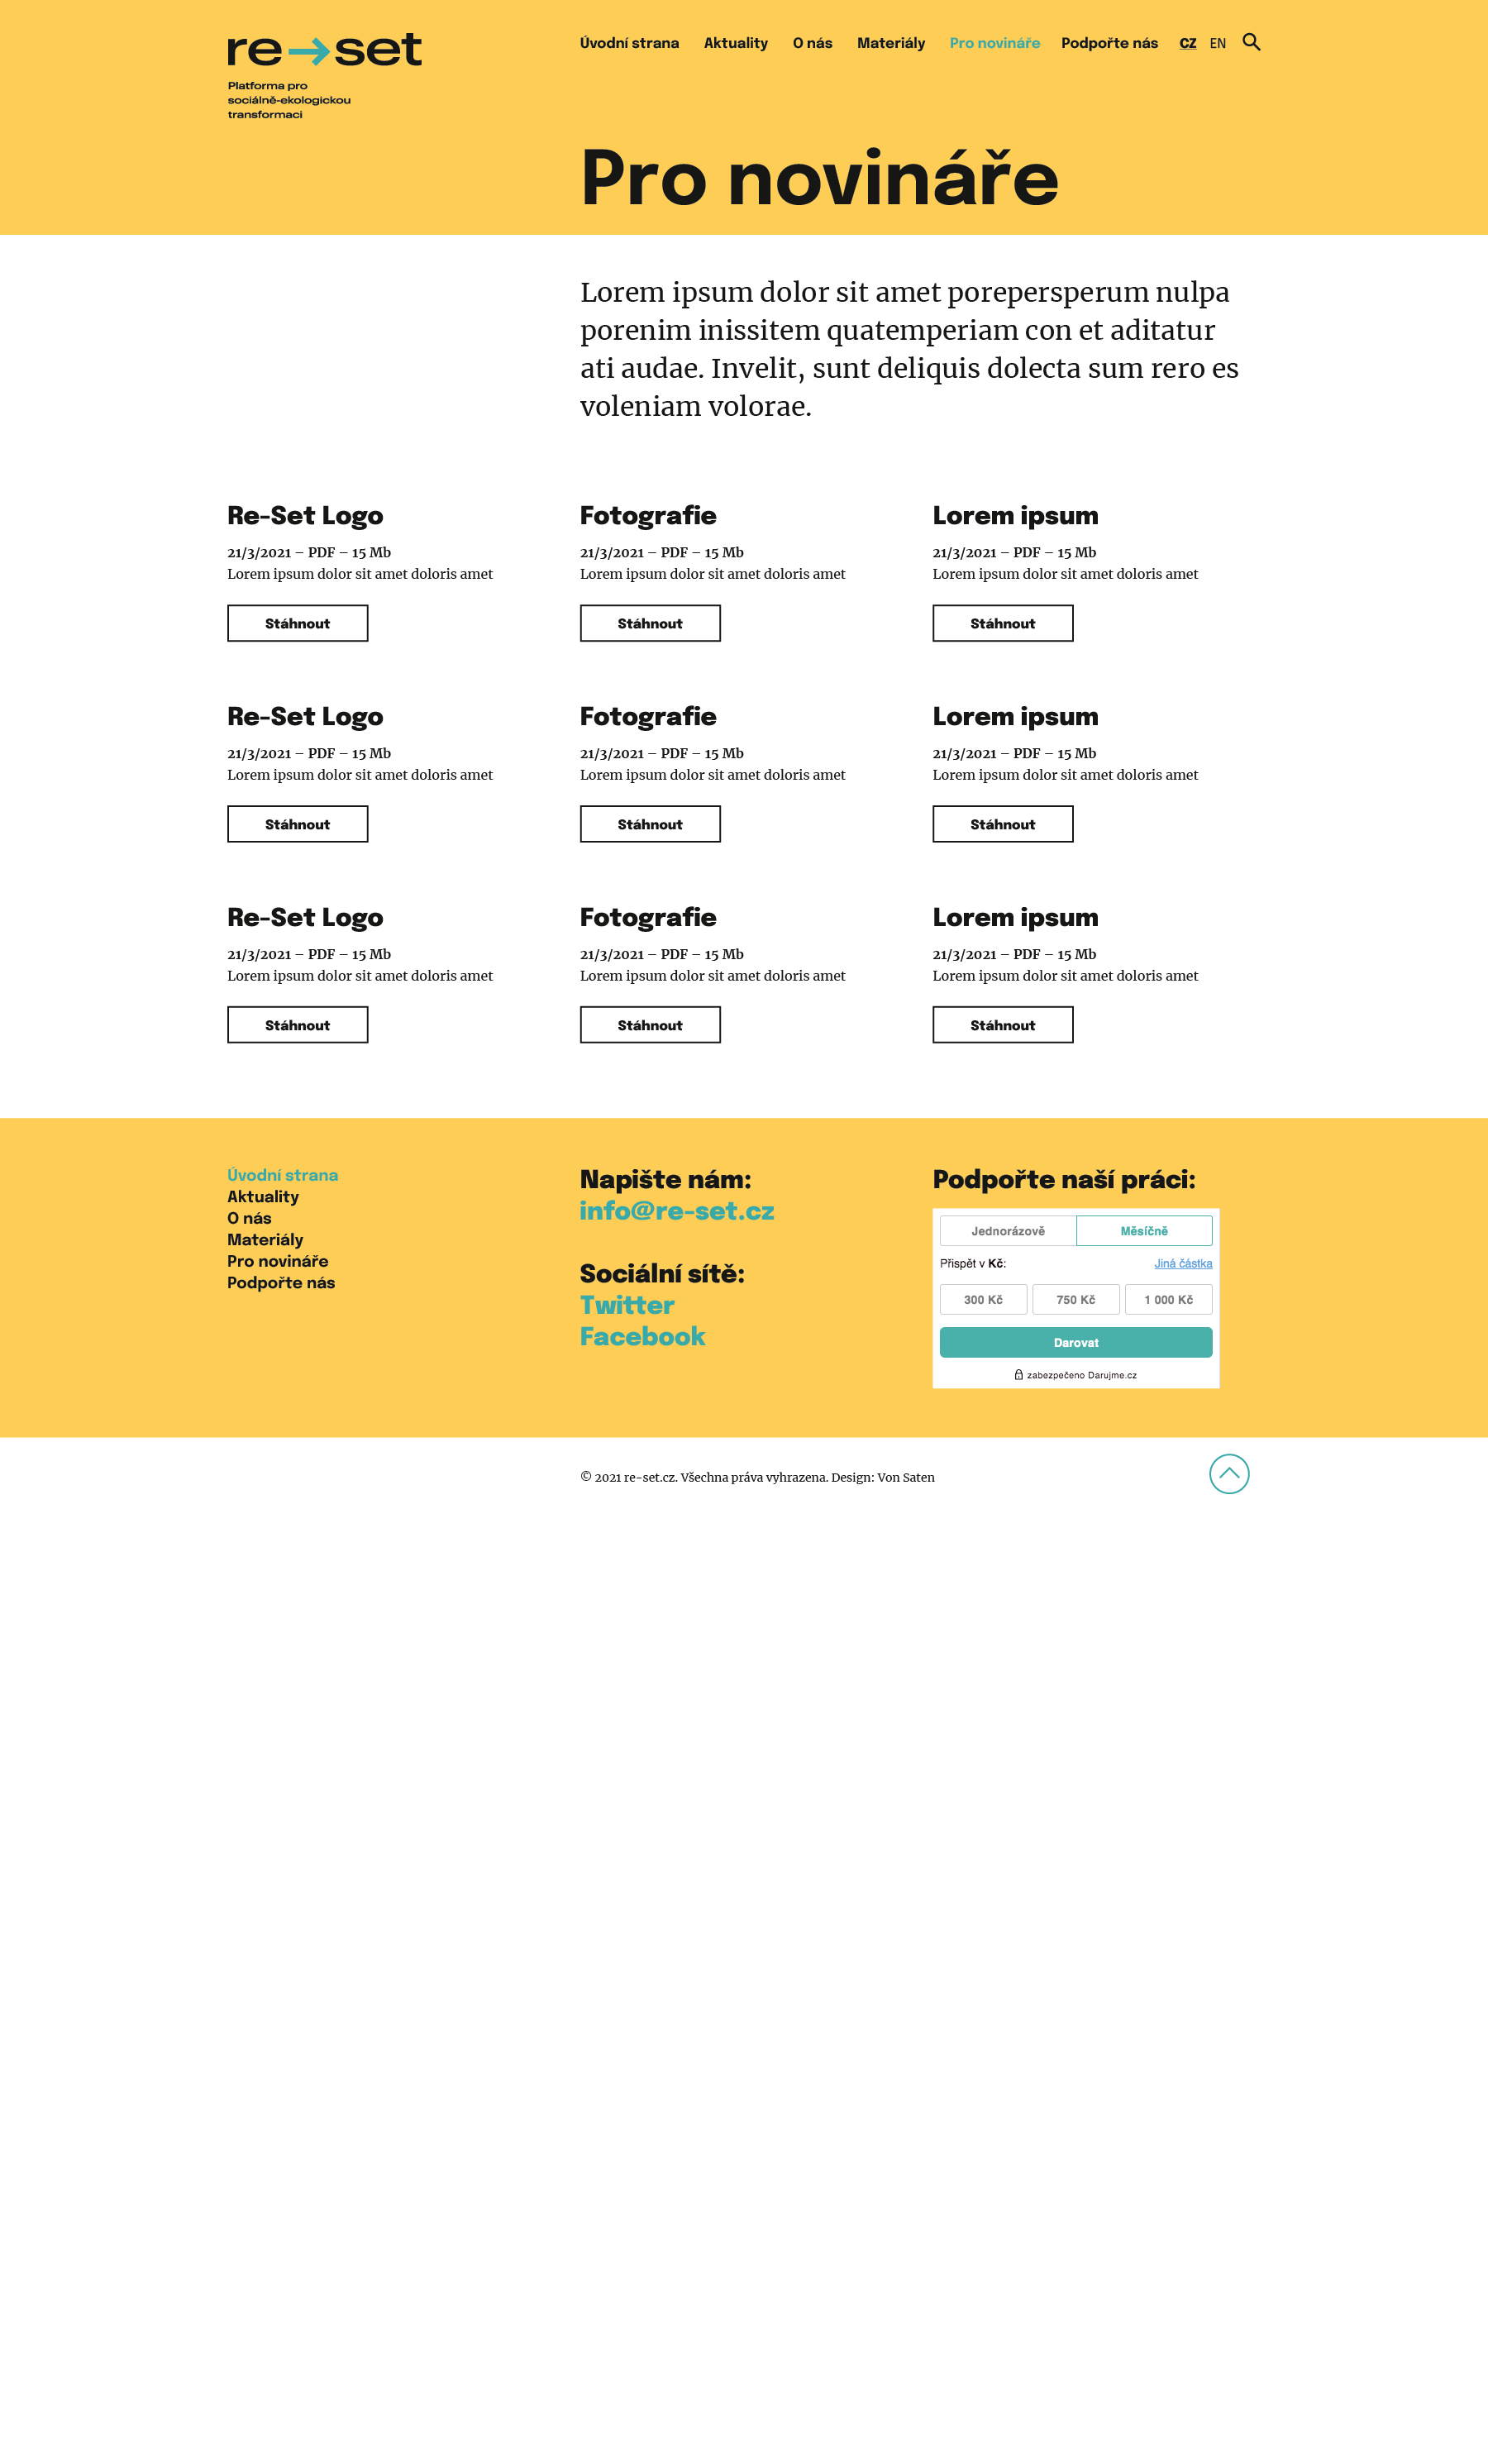 re→set
Platforma pro
sociálně-ekologickou
transformaci
Úvodní strana Aktuality O nás Materiály Pro novináře Podpořte nás CZ EN
Pro novináře
Lorem ipsum dolor sit amet porepersperum nulpa
porenim inissitem quatemperiam con et aditatur
ati audae. Invelit, sunt deliquis dolecta sum rero es
voleniam volorae.
Re-Set Logo
21/3/2021 – PDF – 15 Mb
Lorem ipsum dolor sit amet doloris amet
Stáhnout
Fotografie
21/3/2021 – PDF – 15 Mb
Lorem ipsum dolor sit amet doloris amet
Stáhnout
Lorem ipsum
21/3/2021 – PDF – 15 Mb
Lorem ipsum dolor sit amet doloris amet
Stáhnout
Re-Set Logo
21/3/2021 – PDF – 15 Mb
Lorem ipsum dolor sit amet doloris amet
Stáhnout
Fotografie
21/3/2021 – PDF – 15 Mb
Lorem ipsum dolor sit amet doloris amet
Stáhnout
Lorem ipsum
21/3/2021 – PDF – 15 Mb
Lorem ipsum dolor sit amet doloris amet
Stáhnout
Re-Set Logo
21/3/2021 – PDF – 15 Mb
Lorem ipsum dolor sit amet doloris amet
Stáhnout
Fotografie
21/3/2021 – PDF – 15 Mb
Lorem ipsum dolor sit amet doloris amet
Stáhnout
Lorem ipsum
21/3/2021 – PDF – 15 Mb
Lorem ipsum dolor sit amet doloris amet
Stáhnout
Úvodní strana
Aktuality
O nás
Materiály
Pro novináře
Podpořte nás
Napište nám:
info@re-set.cz
Sociální sítě:
Twitter
Facebook
Podpořte naší práci:
Jednorázově Měsíčně
Přispět v Kč: Jiná částka
300 Kč 750 Kč 1 000 Kč
Darovat
zabezpečeno Darujme.cz
© 2021 re-set.cz. Všechna práva vyhrazena. Design: Von Saten